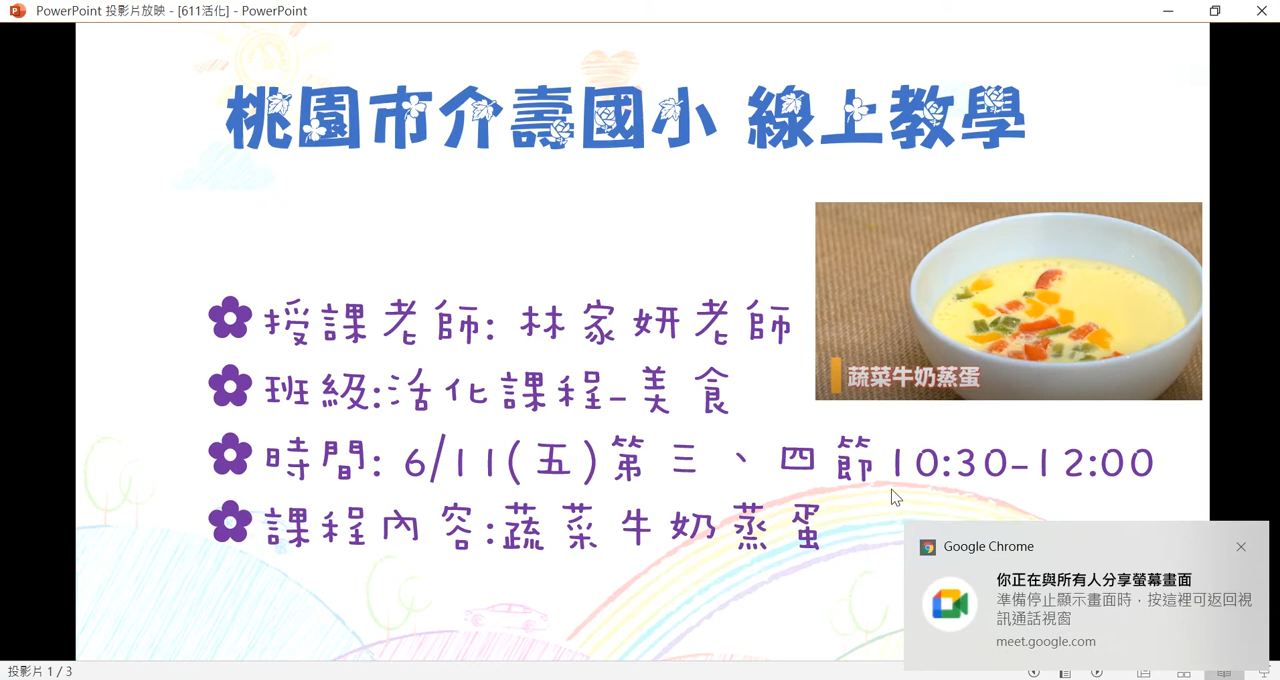 PowerPoint 投影片放映 - [611活化] - PowerPoint
桃園市介壽國小 線上教學
蔬菜牛奶蒸蛋
授課老師: 林家妍老師
班級:活化課程-美食
時間: 6/11(五)第三、四節10:30-12:00
課程內容:蔬菜牛奶蒸蛋
Google Chrome
你正在與所有人分享螢幕畫面
準備停止顯示畫面時，按這裡可返回視
訊通話視窗
meet.google.com
投影片 1 / 3